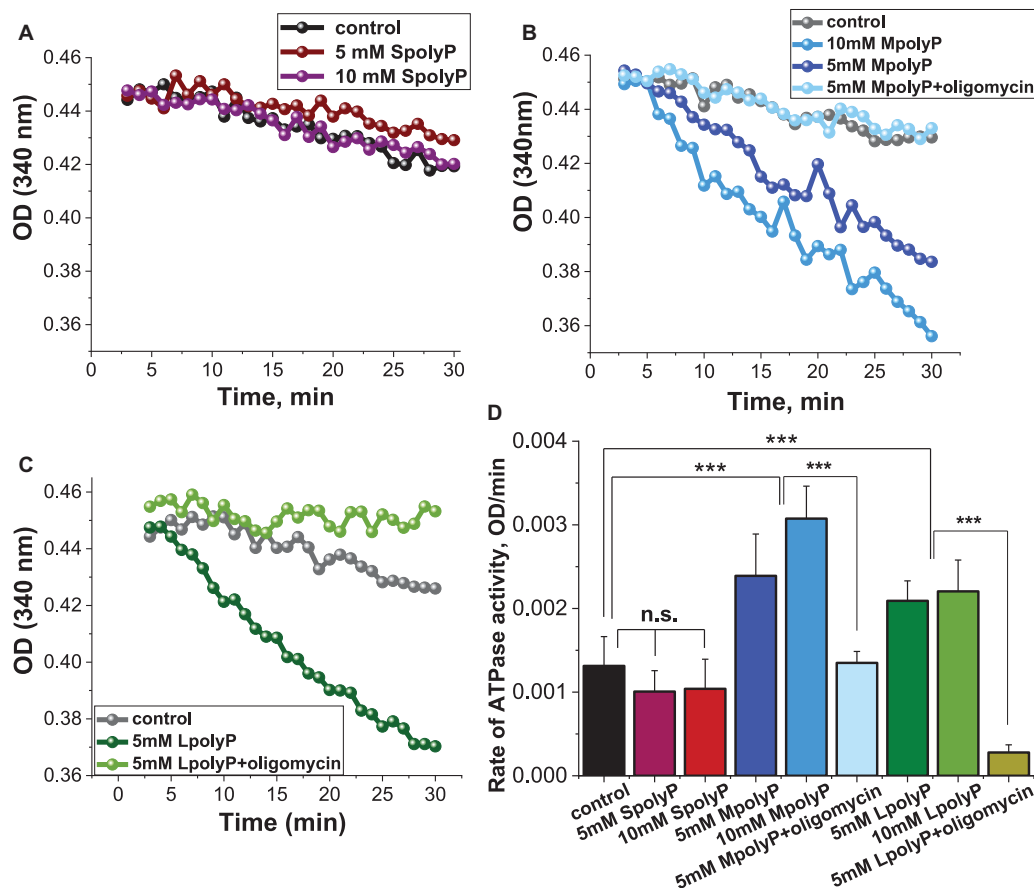 A
control
5 mM SpolyP
10 mM SpolyP
OD (340 nm)
0.46
0.44
0.42
0.40
0.38
0.36
0 5 10 15 20 25 30
Time, min
B
control
10mM MpolyP
5mM MpolyP
5mM MpolyP+oligomycin
OD (340nm)
0.46
0.44
0.42
0.40
0.38
0.36
0 5 10 15 20 25 30
Time, min
C
OD (340 nm)
0.46
0.44
0.42
0.40
0.38
0.36
control
5mM LpolyP
5mM LpolyP+oligomycin
0 5 10 15 20 25 30
Time (min)
D
Rate of ATPase activity, OD/min
0.004
0.003
0.002
0.001
0.000
***
***
***
***
n.s.
control
5mM SpolyP
10mM SpolyP
5mM MpolyP
10mM MpolyP
5mM MpolyP+oligomycin
5mM LpolyP
10mM LpolyP
5mM LpolyP+oligomycin